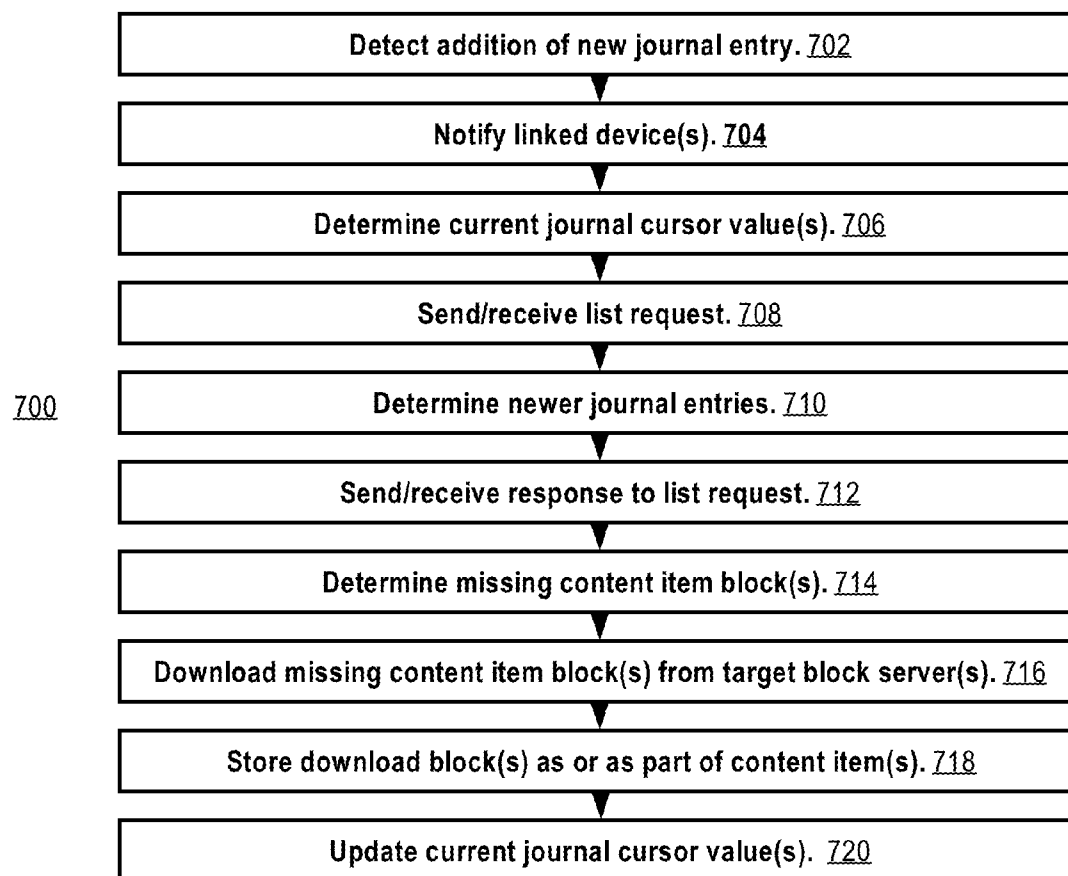 Detect addition of new journal entry. 702
Notify linked device(s). 704
Determine current journal cursor value(s). 706
Send/receive list request. 708
700
Determine newer journal entries. 710
Send/receive response to list request. 712
Determine missing content item block(s). 714
Download missing content item block(s) from target block server(s). 716
Store download block(s) as or as part of content item(s). 718
Update current journal cursor value(s). 720